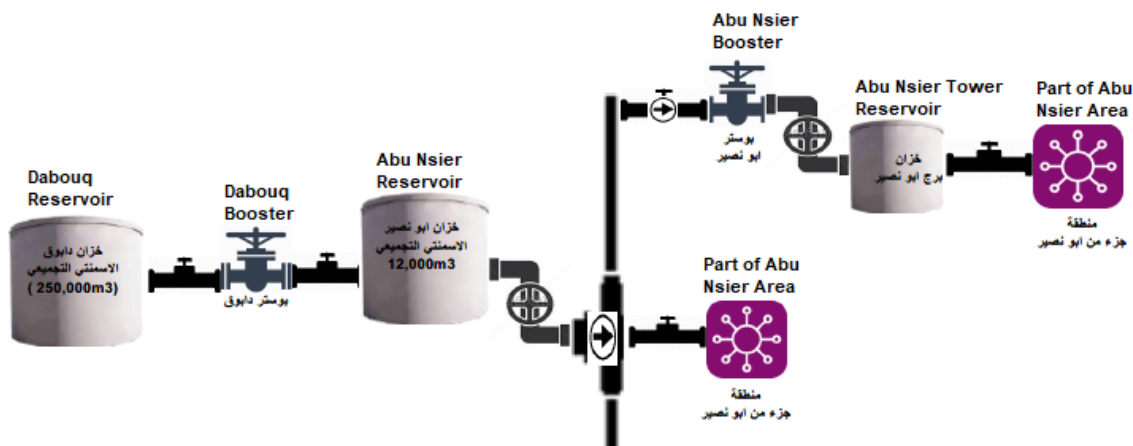 Abu Nsier
Booster
بوستر
ابو نصير
Abu Nsier Tower
Reservoir
خزان
برج ابو نصير
Part of Abu
Nsier Area
منطقة
جزء من ابو نصير
Dabouq
Reservoir
خزان دابوق
الاسمنتي التجميعي
( 250,000m3)
Dabouq
Booster
بوستر دابوق
Abu Nsier
Reservoir
خزان ابو نصير
الاسمنتي التجميعي
12,000m3
Part of Abu
Nsier Area
منطقة
جزء من ابو نصير